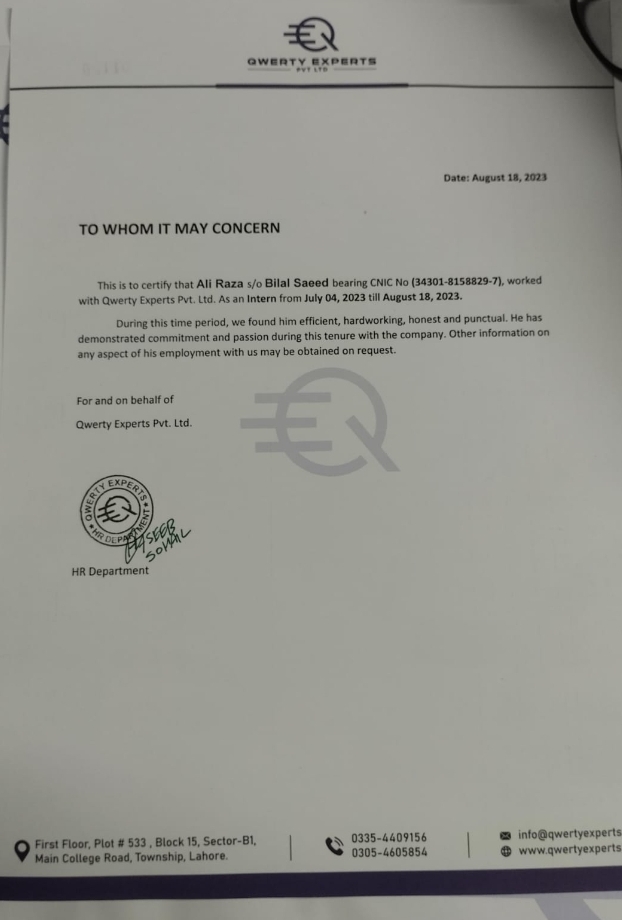 QWERTY EXPERTS
PVT LTD
Date: August 18, 2023
TO WHOM IT MAY CONCERN
This is to certify that Ali Raza s/o Bilal Saeed bearing CNIC No (34301-8158829-7), worked
with Qwerty Experts Pvt. Ltd. As an Intern from July 04, 2023 till August 18, 2023.
During this time period, we found him efficient, hardworking, honest and punctual. He has
demonstrated commitment and passion during this tenure with the company. Other information on
any aspect of his employment with us may be obtained on request.
For and on behalf of
Qwerty Experts Pvt. Ltd.
QWERTY EXPERTS
HR DEPARTMENT
HR Department
First Floor, Plot # 533 , Block 15, Sector-B1,
Main College Road, Township, Lahore.
0335-4409156
0305-4605854
info@qwertyexperts
www.qwertyexperts